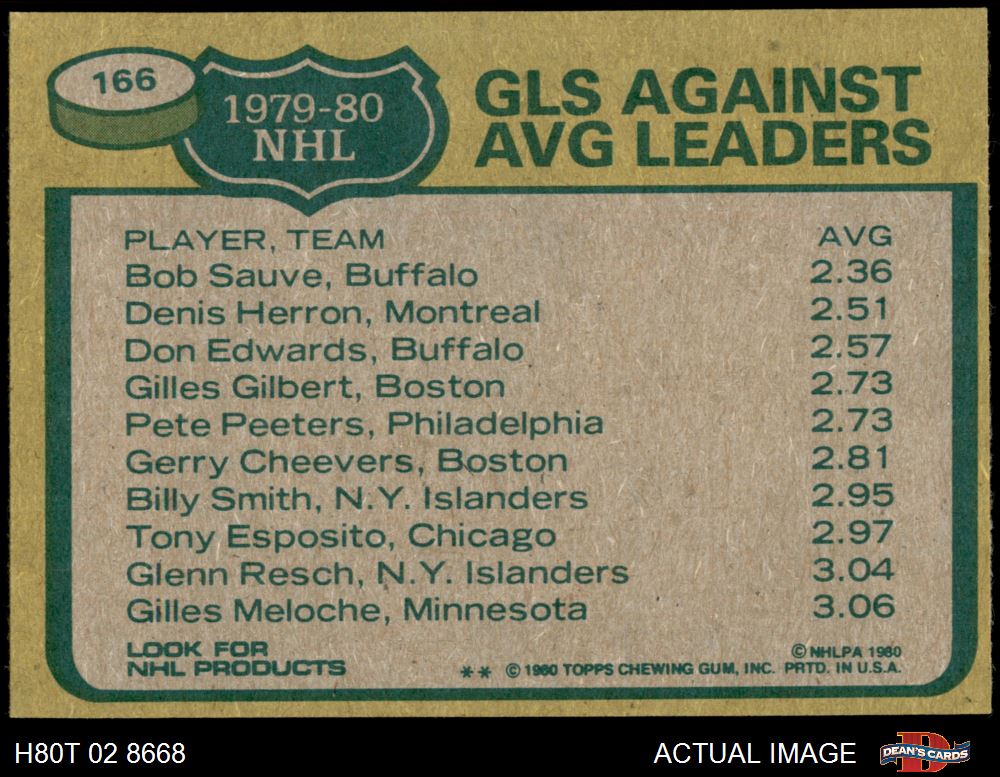 166
1979-80
NHL
GLS AGAINST
AVG LEADERS
PLAYER, TEAM AVG
Bob Sauve, Buffalo 2.36
Denis Herron, Montreal 2.51
Don Edwards, Buffalo 2.57
Gilles Gilbert, Boston 2.73
Pete Peeters, Philadelphia 2.73
Gerry Cheevers, Boston 2.81
Billy Smith, N.Y. Islanders 2.95
Tony Esposito, Chicago 2.97
Glenn Resch, N.Y. Islanders 3.04
Gilles Meloche, Minnesota 3.06
LOOK FOR
NHL PRODUCTS
© NHLPA 1980
** © 1980 TOPPS CHEWING GUM, INC. PRTD. IN U.S.A.
H80T 02 8668 ACTUAL IMAGE DEAN'S CARDS